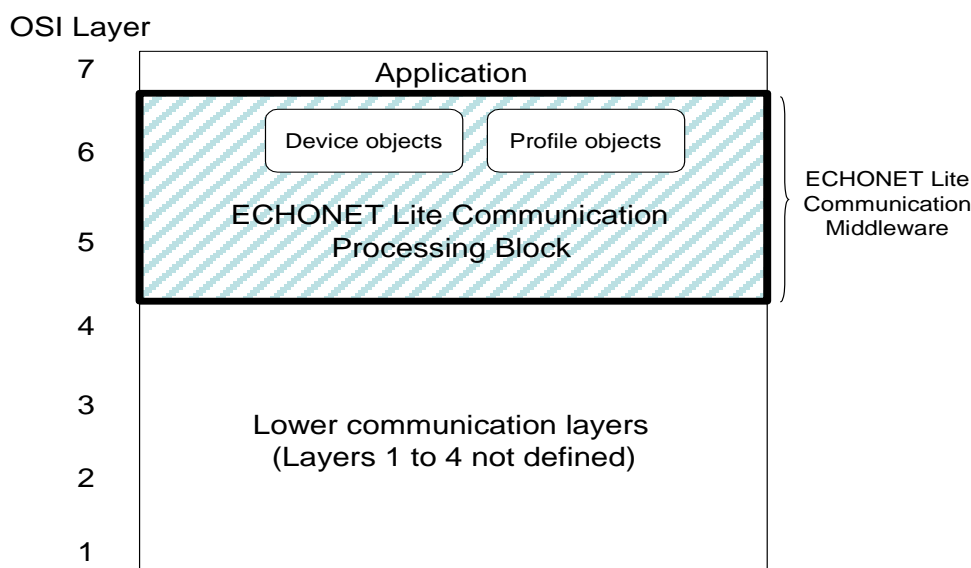 OSI Layer
7
Application
6
Device objects
Profile objects
ECHONET Lite
Communication
Middleware
ECHONET Lite Communication
Processing Block
5
4
3
Lower communication layers
(Layers 1 to 4 not defined)
2
1